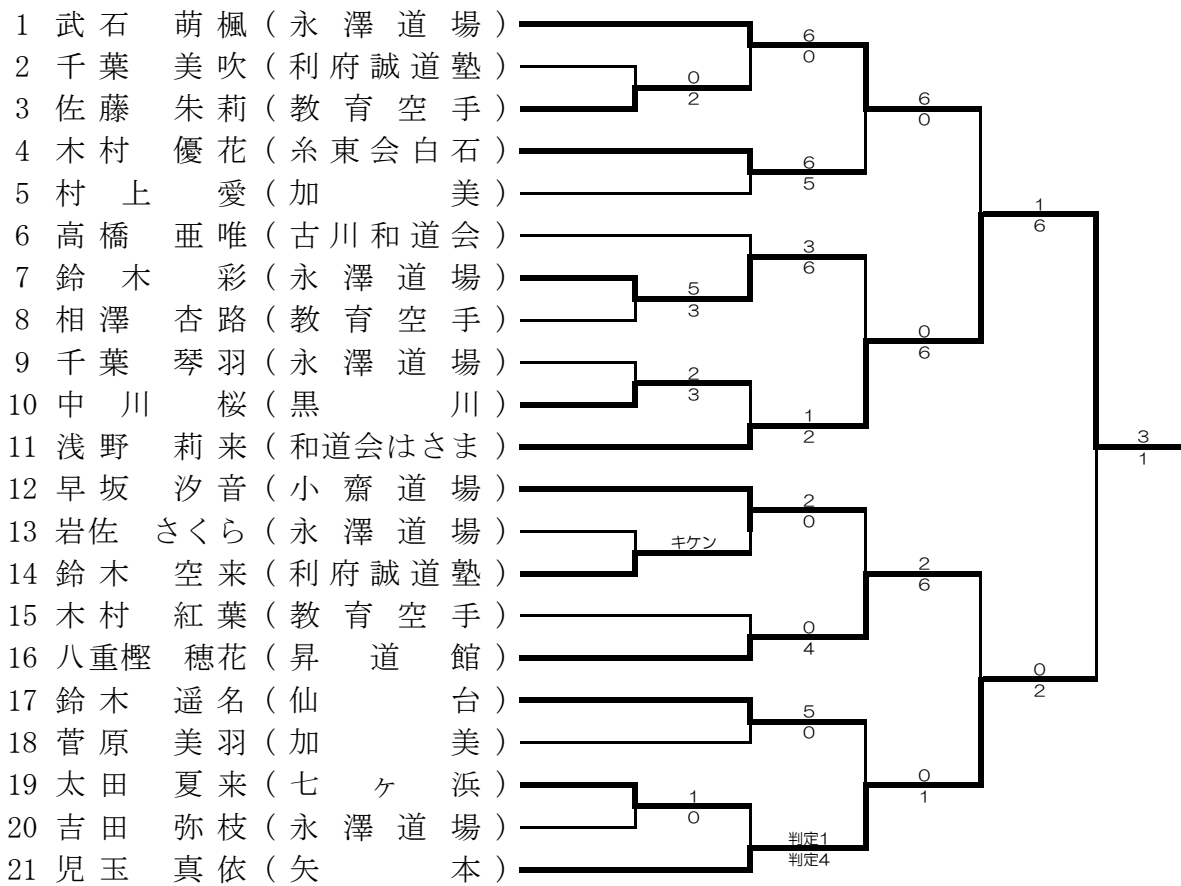 1 武石 萌楓 (永澤道場)
2 千葉 美吹 (利府誠道塾)
3 佐藤 朱莉 (教育空手)
4 木村 優花 (糸東会白石)
5 村上 愛 (加美)
6 高橋 亜唯 (古川和道会)
7 鈴木 彩 (永澤道場)
8 相澤 杏路 (教育空手)
9 千葉 琴羽 (永澤道場)
10 中川 桜 (黒川)
11 浅野 莉来 (和道会はさま)
12 早坂 汐音 (小齋道場)
13 岩佐 さくら (永澤道場)
14 鈴木 空来 (利府誠道塾)
15 木村 紅葉 (教育空手)
16 八重樫 穂花 (昇道館)
17 鈴木 遥名 (仙台)
18 菅原 美羽 (加美)
19 太田 夏来 (七ヶ浜)
20 吉田 弥枝 (永澤道場)
21 児玉 真依 (矢本)
0
2
5
3
2
3
キケン
1
0
6
0
6
5
3
6
1
2
2
0
0
4
5
0
判定1
判定4
6
0
0
6
2
6
0
1
1
6
0
2
3
1